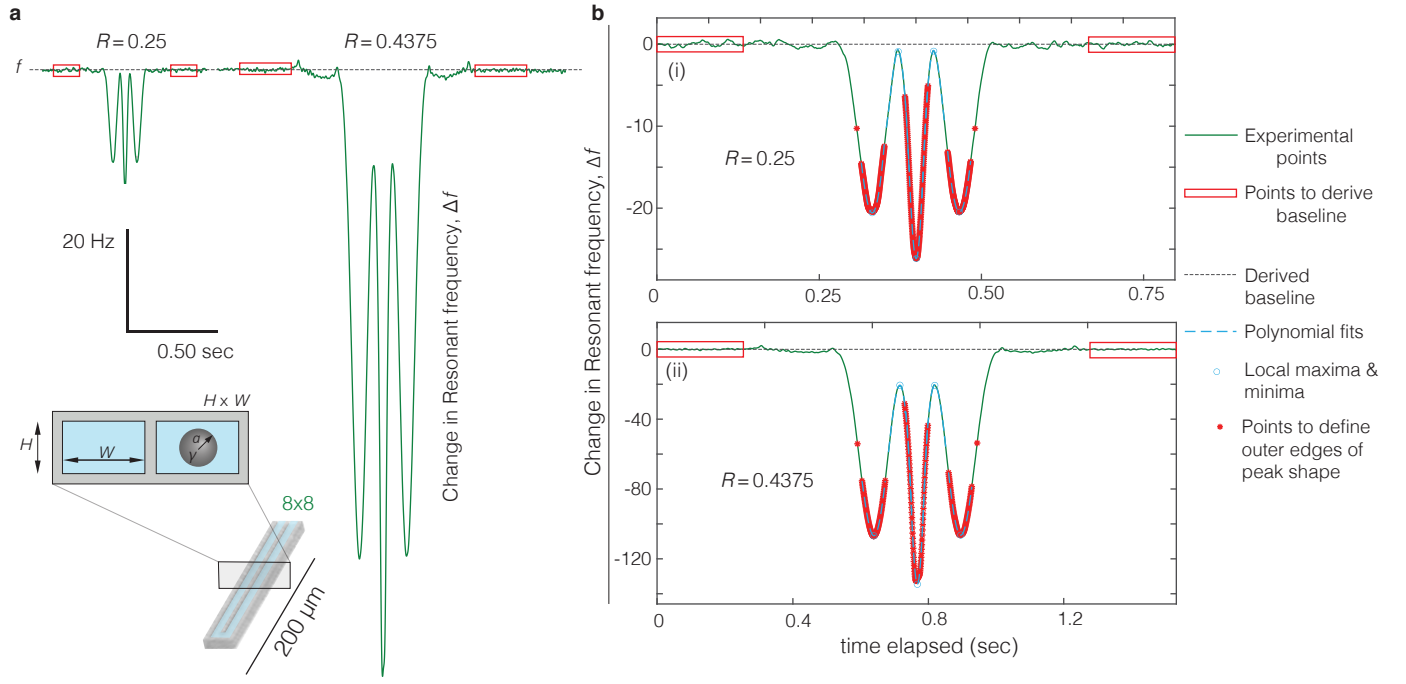 a
R = 0.25
R = 0.4375
f
20 Hz
0.50 sec
Change in Resonant frequency, Δf
H x W
H
W
a
y
8x8
200 µm
b
Change in Resonant frequency, Δf
0
-10
-20
(i)
R = 0.25
0
0.25
0.50
0.75
0
-40
-80
-120
(ii)
R = 0.4375
0
0.4
0.8
1.2
time elapsed (sec)
Experimental
points
Points to derive
baseline
Derived
baseline
Polynomial fits
Local maxima &
minima
Points to define
outer edges of
peak shape